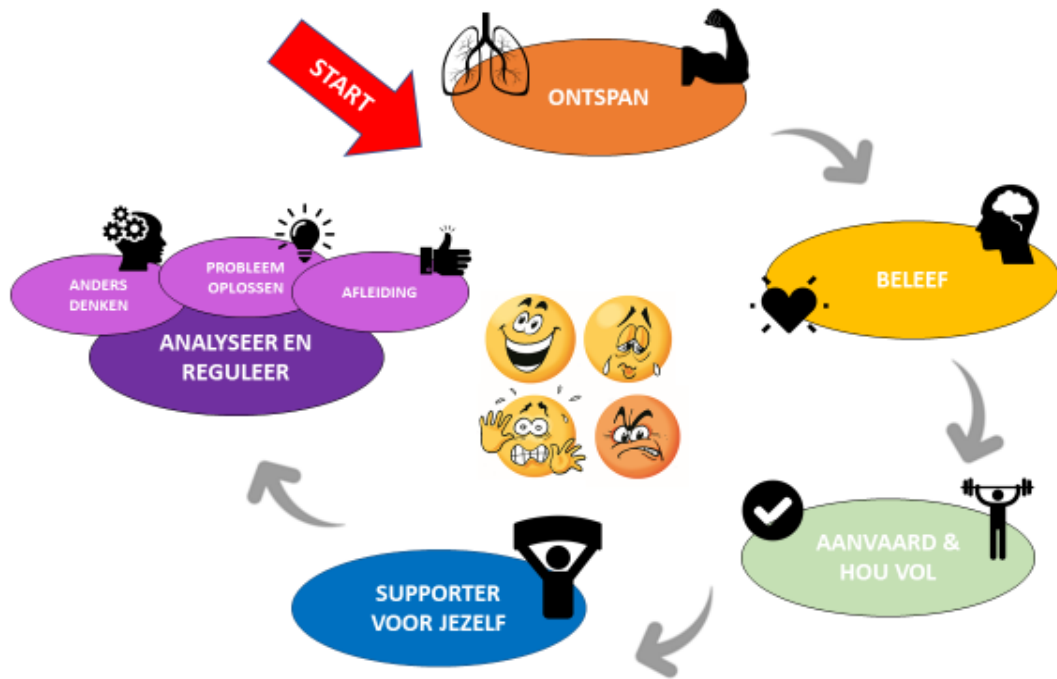 START
ONTSPAN
BELEEF
AANVAARD &
HOU VOL
SUPPORTER
VOOR JEZELF
ANALYSEER EN
REGULEER
ANDERS
DENKEN
PROBLEEM
OPLOSSEN
AFLEIDING